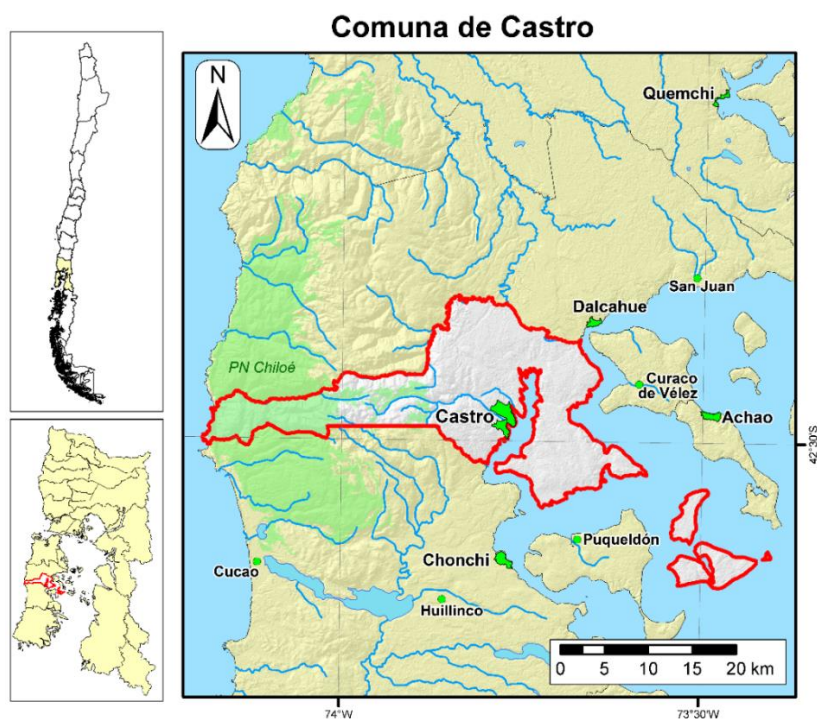 Comuna de Castro
N
Quemchi
San Juan
Dalcahue
PN Chiloé
Curaco
de Vélez
Castro
Achao
42°30'S
Puqueldón
Chonchi
Cucao
Huillinco
0 5 10 15 20 km
74°W
73°30'W